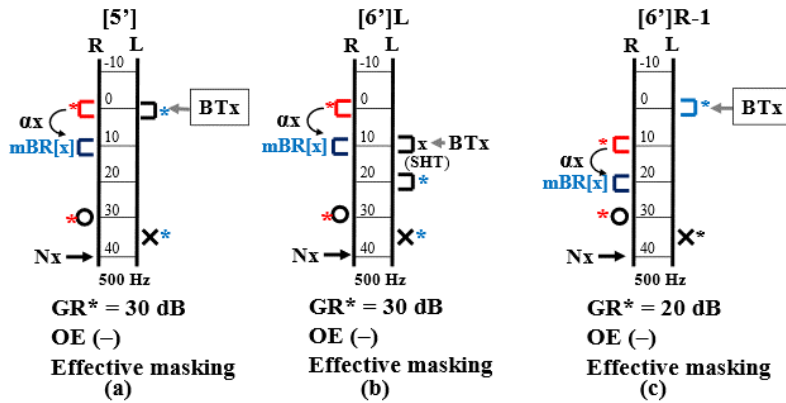 [5’]
R L
-10
0
* *
BTx
αx
mBR[x]
10
20
30
* O
X *
Nx
40
500 Hz
GR* = 30 dB
OE (–)
Effective masking
(a)
[6’]L
R L
-10
0
*
αx
mBR[x]
10
x BTx
(SHT)
20
*
30
* O
X *
40
500 Hz
GR* = 30 dB
OE (–)
Effective masking
(b)
[6’]R-1
R L
-10
0
*
BTx
10
*
αx
mBR[x]
20
30
* O
X *
Nx
40
500 Hz
GR* = 20 dB
OE (–)
Effective masking
(c)